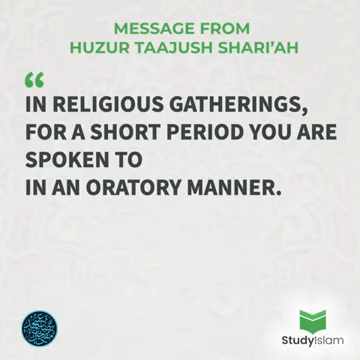 MESSAGE FROM
HUZUR TAAJUSH SHARI'AH
“
IN RELIGIOUS GATHERINGS,
FOR A SHORT PERIOD YOU ARE
SPOKEN TO
IN AN ORATORY MANNER.
StudyIslam